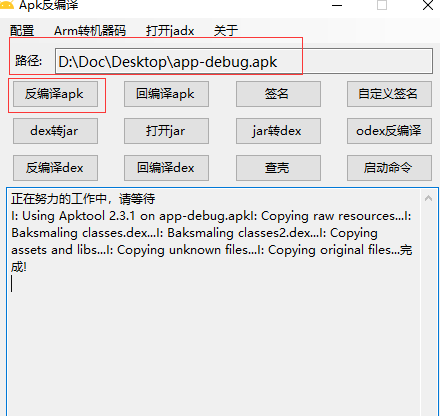 Apk反编译
配置 Arm转机器码 打开jadx 关于
路径: D:\Doc\Desktop\app-debug.apk
反编译apk 回编译apk 签名 自定义签名
dex转jar 打开jar jar转dex odex反编译
反编译dex 回编译dex 查壳 启动命令
正在努力的工作中，请等待
I: Using Apktool 2.3.1 on app-debug.apkI: Copying raw resources...I:
Baksmaling classes.dex...I: Baksmaling classes2.dex...I: Copying
assets and libs...I: Copying unknown files...I: Copying original files...完
成!